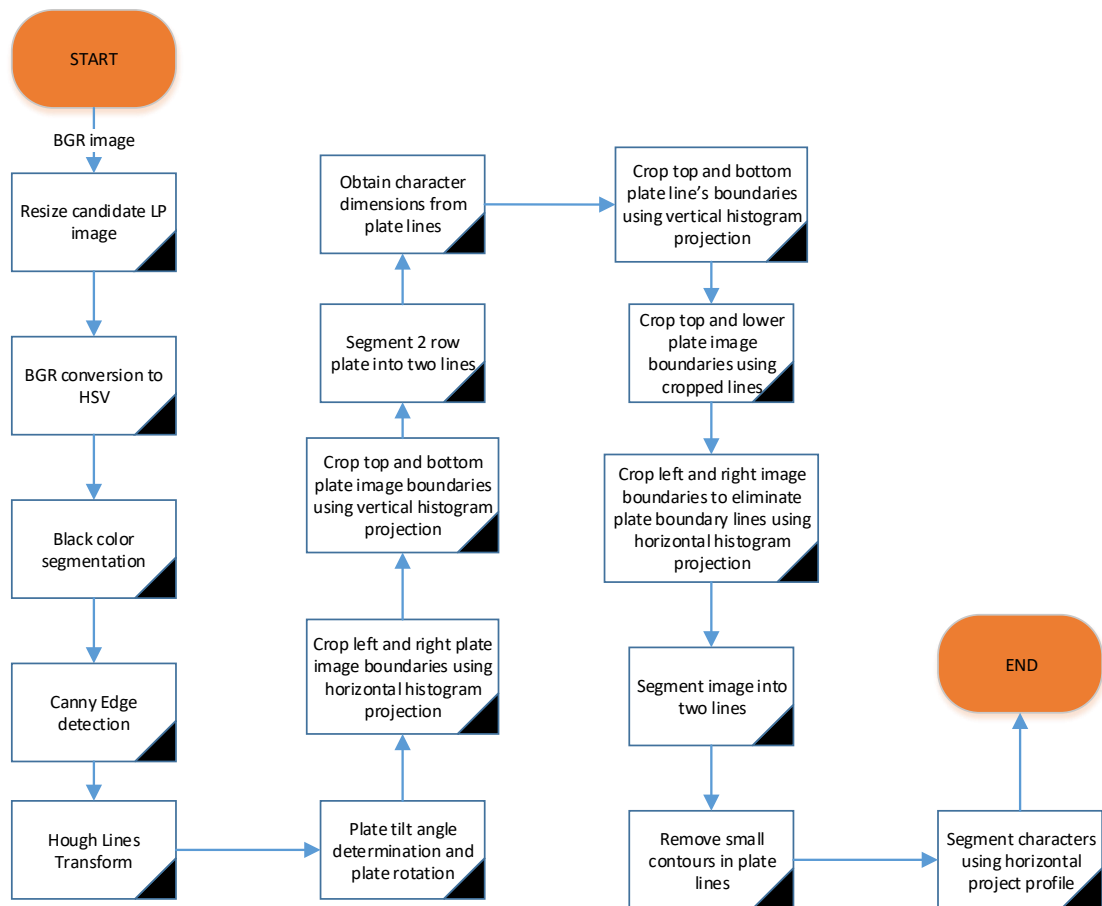 START
BGR image
Resize candidate LP
image
BGR conversion to
HSV
Black color
segmentation
Canny Edge
detection
Hough Lines
Transform
Plate tilt angle
determination and
plate rotation
Crop left and right plate
image boundaries using
horizontal histogram
projection
Crop top and bottom
plate image boundaries
using vertical histogram
projection
Segment 2 row
plate into two lines
Obtain character
dimensions from
plate lines
Crop top and bottom
plate line’s boundaries
using vertical histogram
projection
Crop top and lower
plate image
boundaries using
cropped lines
Crop left and right image
boundaries to eliminate
plate boundary lines using
horizontal histogram
projection
Segment image into
two lines
Remove small
contours in plate
lines
Segment characters
using horizontal
project profile
END